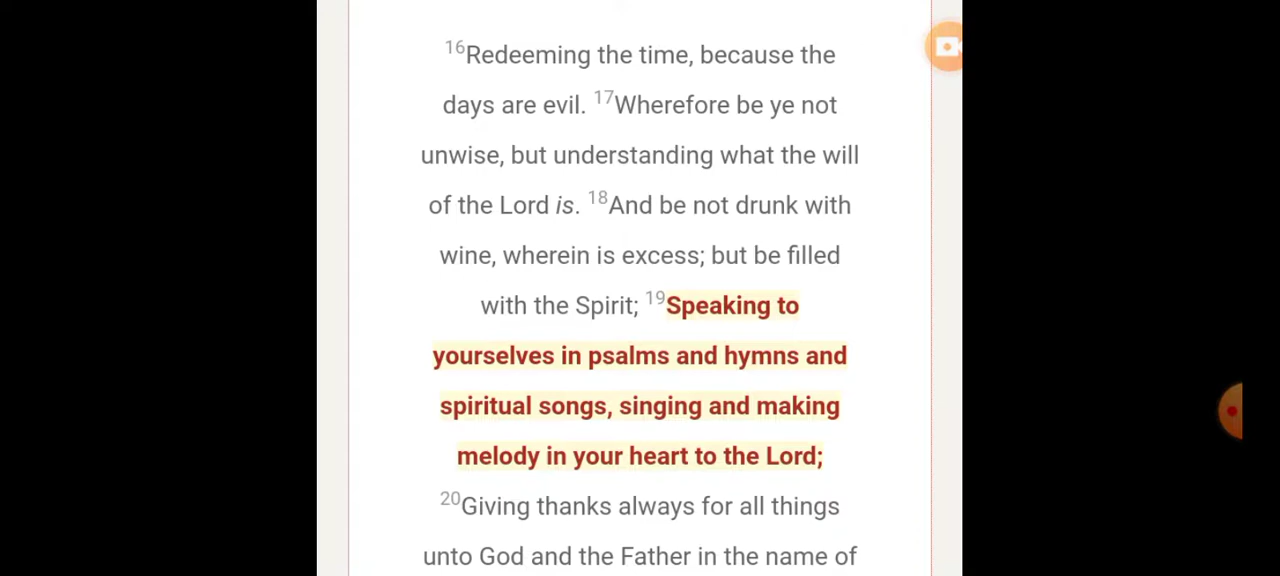 16Redeeming the time, because the
days are evil. 17Wherefore be ye not
unwise, but understanding what the will
of the Lord is. 18And be not drunk with
wine, wherein is excess; but be filled
with the Spirit; 19Speaking to
yourselves in psalms and hymns and
spiritual songs, singing and making
melody in your heart to the Lord;
20Giving thanks always for all things
unto God and the Father in the name of